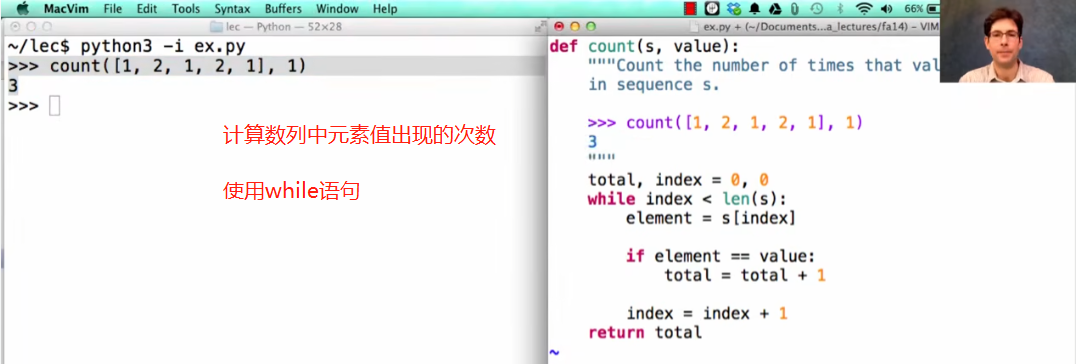 MacVim File Edit Tools Syntax Buffers Window Help 66%
lec — Python — 52×28
~/lec$ python3 -i ex.py
>>> count([1, 2, 1, 2, 1], 1)
3
>>>
计算数列中元素值出现的次数
使用while语句
ex.py + (~/Documents...a_lectures/fa14) – VIM
def count(s, value):
"""Count the number of times that val
in sequence s.
>>> count([1, 2, 1, 2, 1], 1)
3
"""
total, index = 0, 0
while index < len(s):
element = s[index]
if element == value:
total = total + 1
index = index + 1
return total
~